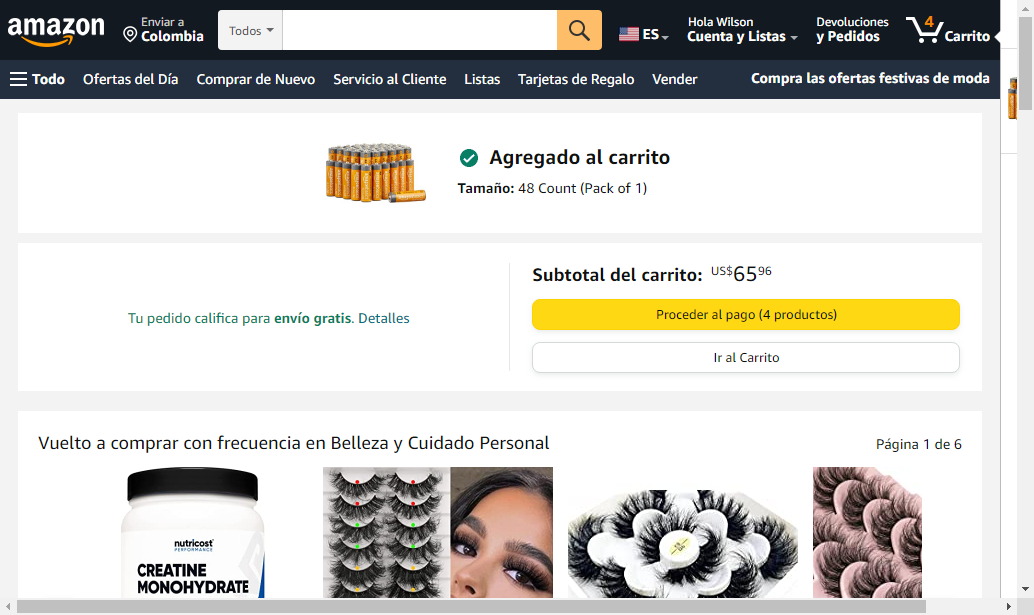 amazon
Enviar a
Colombia
Todos
ES
Hola Wilson
Cuenta y Listas
Devoluciones
y Pedidos
4
Carrito
Todo
Ofertas del Día
Comprar de Nuevo
Servicio al Cliente
Listas
Tarjetas de Regalo
Vender
Compra las ofertas festivas de moda
Agregado al carrito
Tamaño: 48 Count (Pack of 1)
Tu pedido califica para envío gratis. Detalles
Subtotal del carrito: US$65 96
Proceder al pago (4 productos)
Ir al Carrito
Vuelto a comprar con frecuencia en Belleza y Cuidado Personal
Página 1 de 6
nutricost
PERFORMANCE
CREATINE
MONOHYDRATE